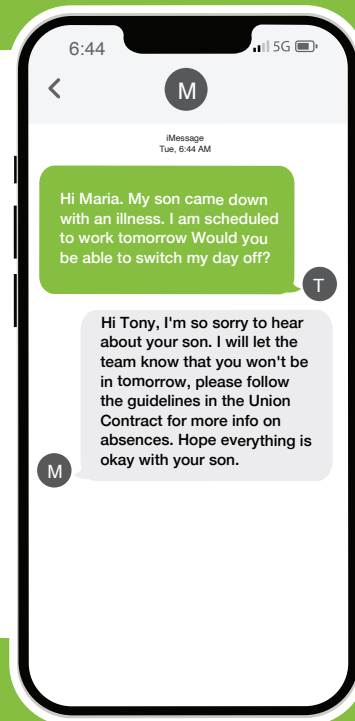 6:44
5G
M
iMessage
Tue, 6:44 AM
Hi Maria. My son came down
with an illness. I am scheduled
to work tomorrow Would you
be able to switch my day off?
T
Hi Tony, I'm so sorry to hear
about your son. I will let the
team know that you won't be
in tomorrow, please follow
the guidelines in the Union
Contract for more info on
absences. Hope everything is
okay with your son.
M